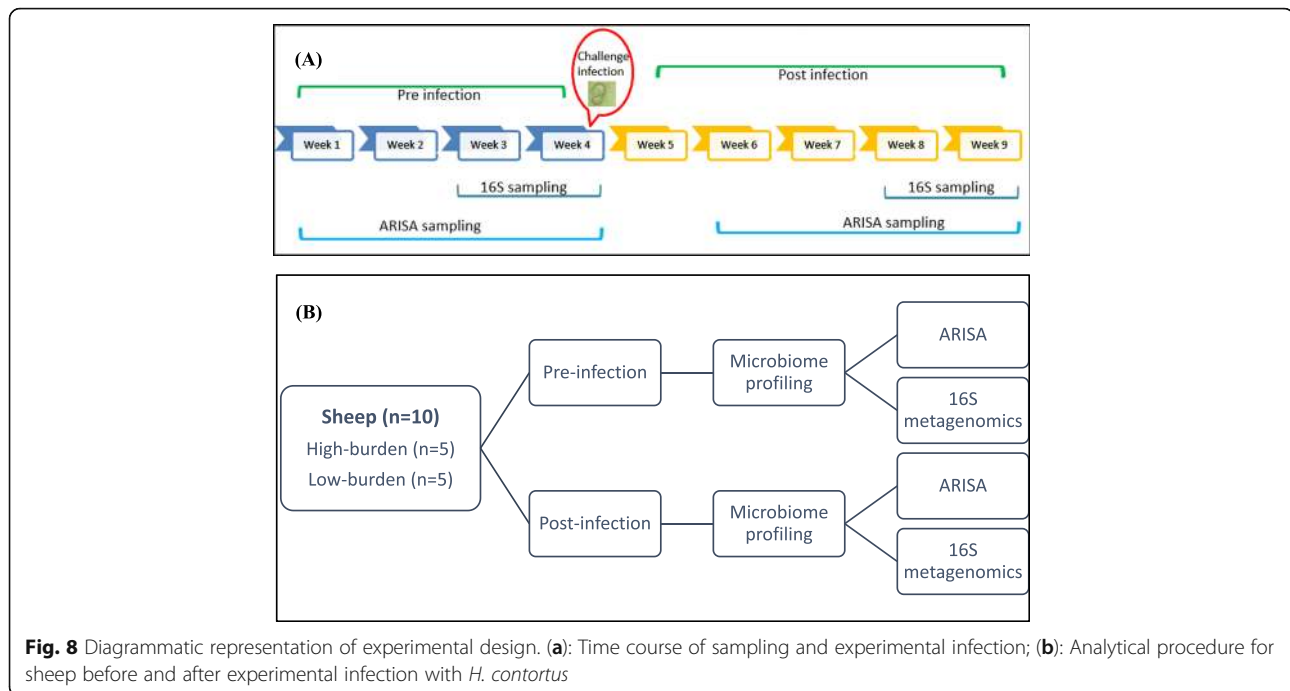 (A)
Challenge
infection
Pre infection
Post infection
Week 1
Week 2
Week 3
Week 4
Week 5
Week 6
Week 7
Week 8
Week 9
16S sampling
16S sampling
ARISA sampling
ARISA sampling
(B)
Sheep (n=10)
High-burden (n=5)
Low-burden (n=5)
Pre-infection
Microbiome
profiling
ARISA
16S
metagenomics
Post-infection
Microbiome
profiling
ARISA
16S
metagenomics
Fig. 8 Diagrammatic representation of experimental design. (a): Time course of sampling and experimental infection; (b): Analytical procedure for
sheep before and after experimental infection with H. contortus